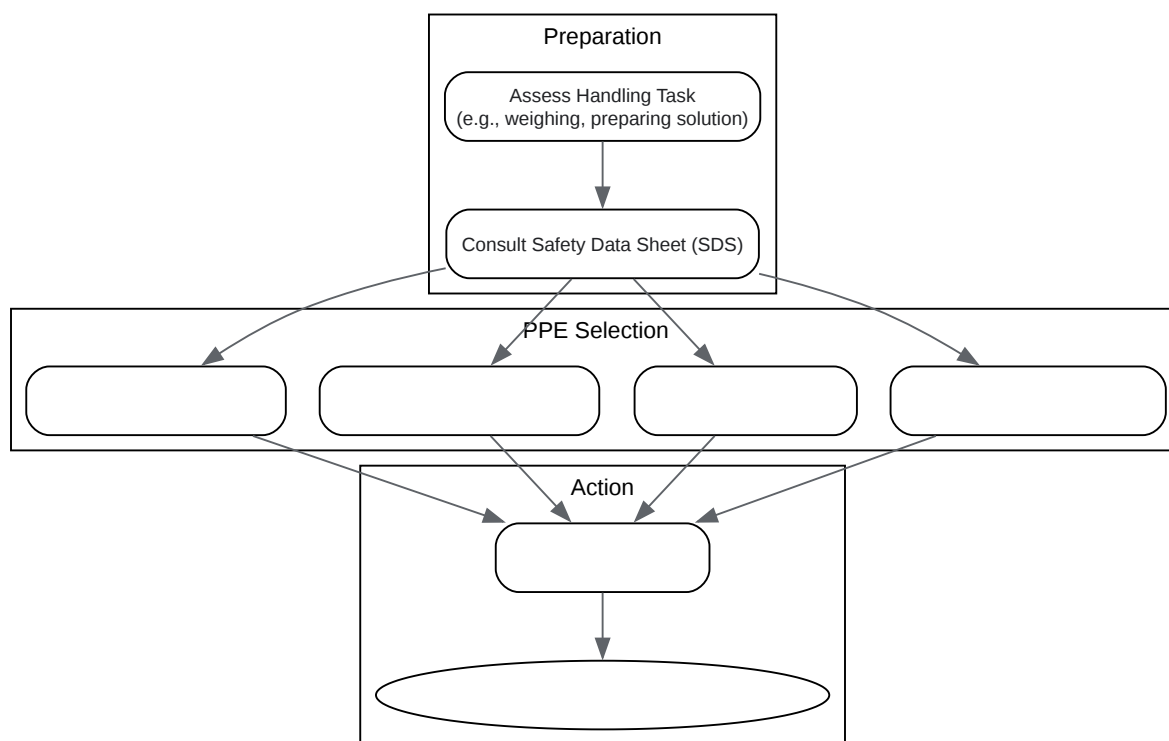 Preparation
Assess Handling Task
(e.g., weighing, preparing solution)
Consult Safety Data Sheet (SDS)
PPE Selection
Action